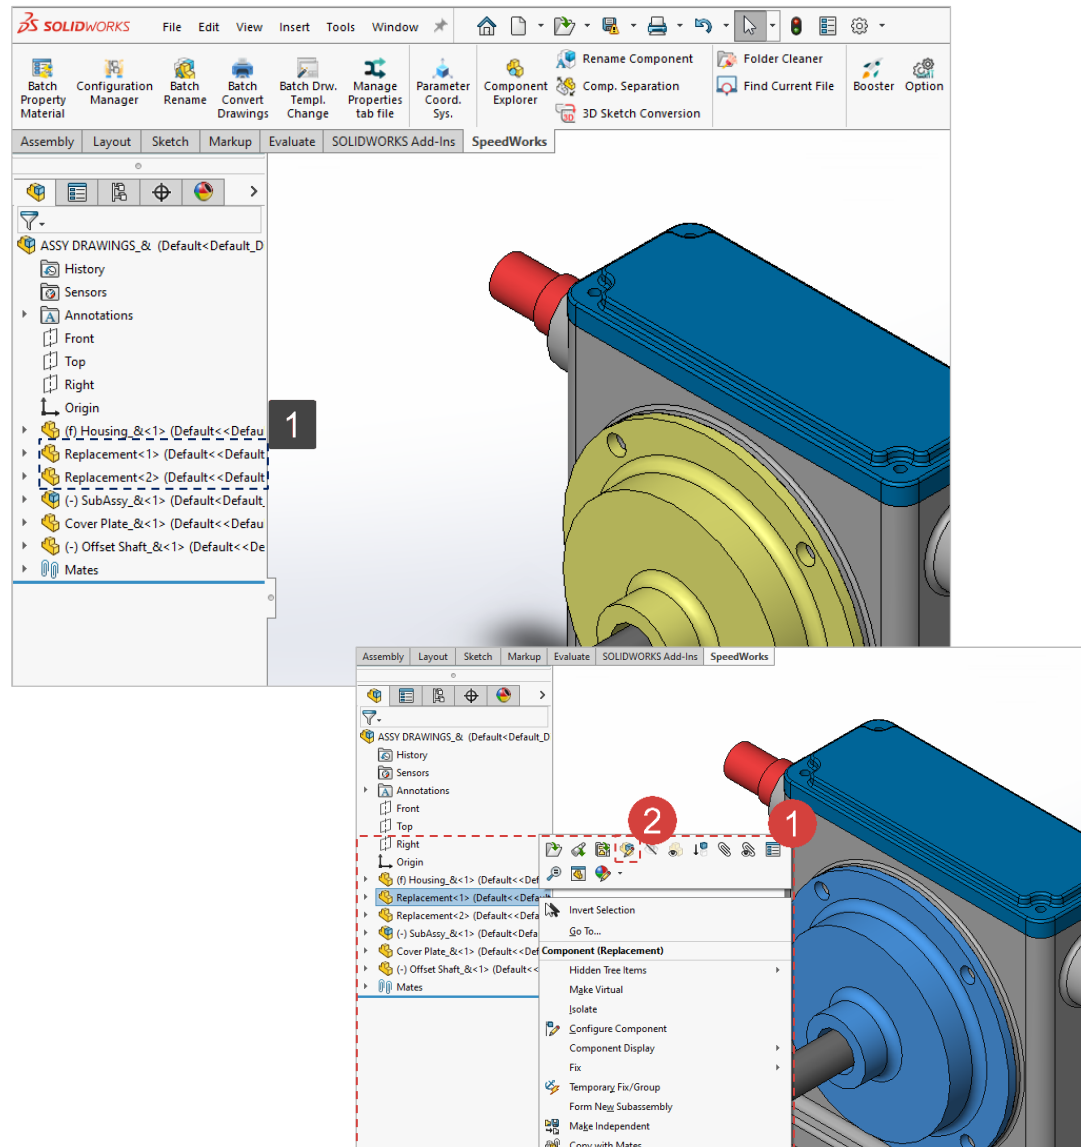 SOLIDWORKS File Edit View Insert Tools Window
Batch Property Material
Configuration Manager
Batch Rename
Batch Convert Drawings
Batch Drw. Templ. Change
Manage Properties tab file
Parameter Coord. Sys.
Component Explorer
Rename Component
Comp. Separation
3D Sketch Conversion
Folder Cleaner
Find Current File
Booster
Option
Assembly Layout Sketch Markup Evaluate SOLIDWORKS Add-Ins SpeedWorks
ASSY DRAWINGS_& (Default<Default_D
History
Sensors
Annotations
Front
Top
Right
Origin
(f) Housing_&<1> (Default<<Defau
Replacement<1> (Default<<Default
Replacement<2> (Default<<Default
(-) SubAssy_&<1> (Default<Default_
Cover Plate_&<1> (Default<<Defau
(-) Offset Shaft_&<1> (Default<<De
Mates
1
Assembly Layout Sketch Markup Evaluate SOLIDWORKS Add-Ins SpeedWorks
ASSY DRAWINGS_& (Default<Default_D
History
Sensors
Annotations
Front
Top
Right
Origin
(f) Housing_&<1> (Default<<Def
Replacement<1> (Default<<Defau
Replacement<2> (Default<<Defa
(-) SubAssy_&<1> (Default<Defa
Cover Plate_&<1> (Default<<Def
(-) Offset Shaft_&<1> (Default<<
Mates
2
1
Invert Selection
Go To...
Component (Replacement)
Hidden Tree Items
Make Virtual
Isolate
Configure Component
Component Display
Fix
Temporary Fix/Group
Form New Subassembly
Make Independent
Copy with Mates